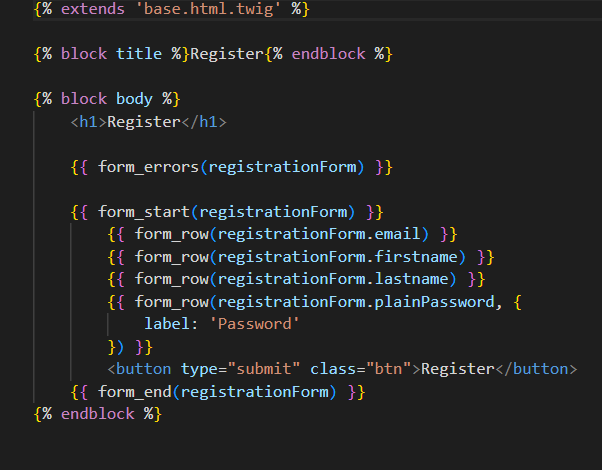 {% extends 'base.html.twig' %}
{% block title %}Register{% endblock %}
{% block body %}
<h1>Register</h1>
{{ form_errors(registrationForm) }}
{{ form_start(registrationForm) }}
{{ form_row(registrationForm.email) }}
{{ form_row(registrationForm.firstname) }}
{{ form_row(registrationForm.lastname) }}
{{ form_row(registrationForm.plainPassword, {
label: 'Password'
}) }}
<button type="submit" class="btn">Register</button>
{{ form_end(registrationForm) }}
{% endblock %}